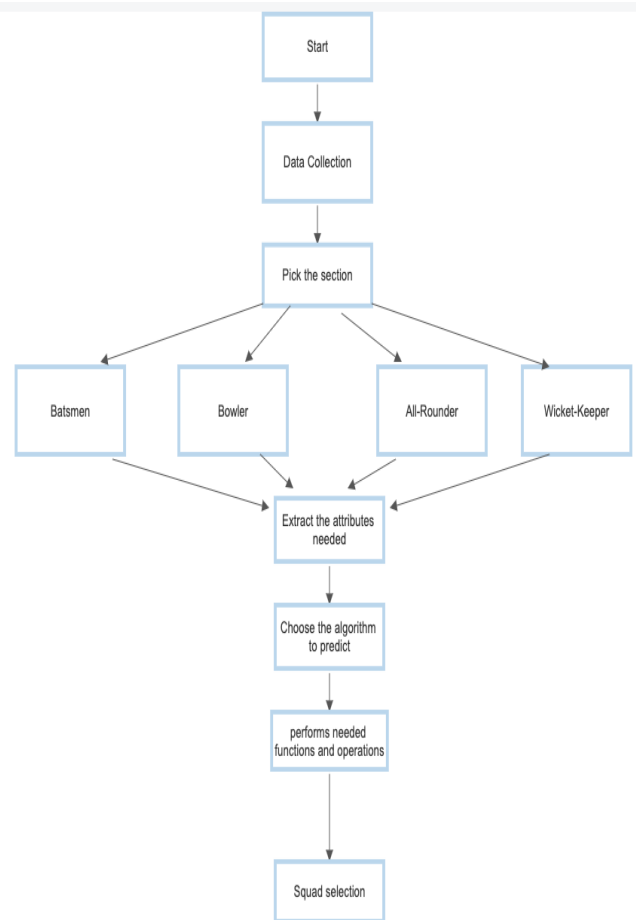 Start
Data Collection
Pick the section
Batsmen
Bowler
All-Rounder
Wicket-Keeper
Extract the attributes
needed
Choose the algorithm
to predict
performs needed
functions and operations
Squad selection